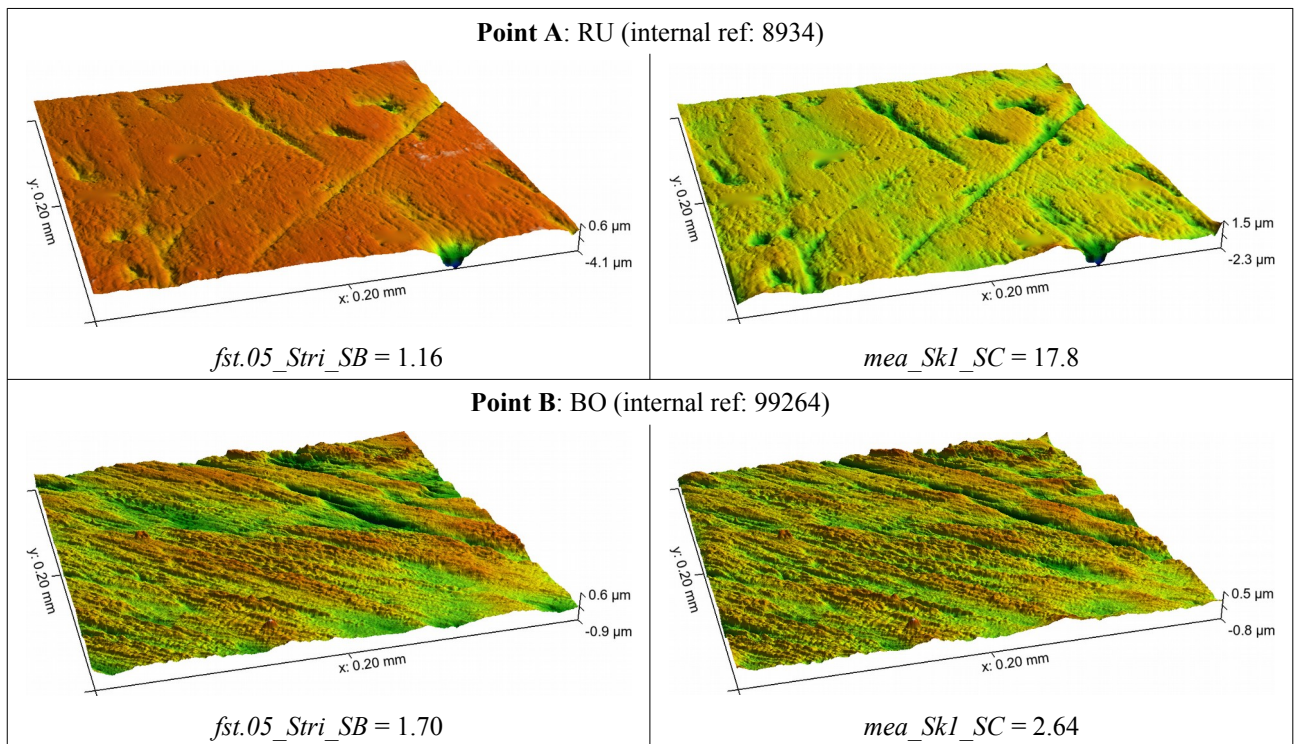 Point A: RU (internal ref: 8934)
y: 0.20 mm
0.6 µm
-4.1 µm
x: 0.20 mm
fst.05_Stri_SB = 1.16
y: 0.20 mm
1.5 µm
-2.3 µm
x: 0.20 mm
mea_Sk1_SC = 17.8
Point B: BO (internal ref: 99264)
y: 0.20 mm
0.6 µm
-0.9 µm
x: 0.20 mm
fst.05_Stri_SB = 1.70
y: 0.20 mm
0.5 µm
-0.8 µm
x: 0.20 mm
mea_Sk1_SC = 2.64